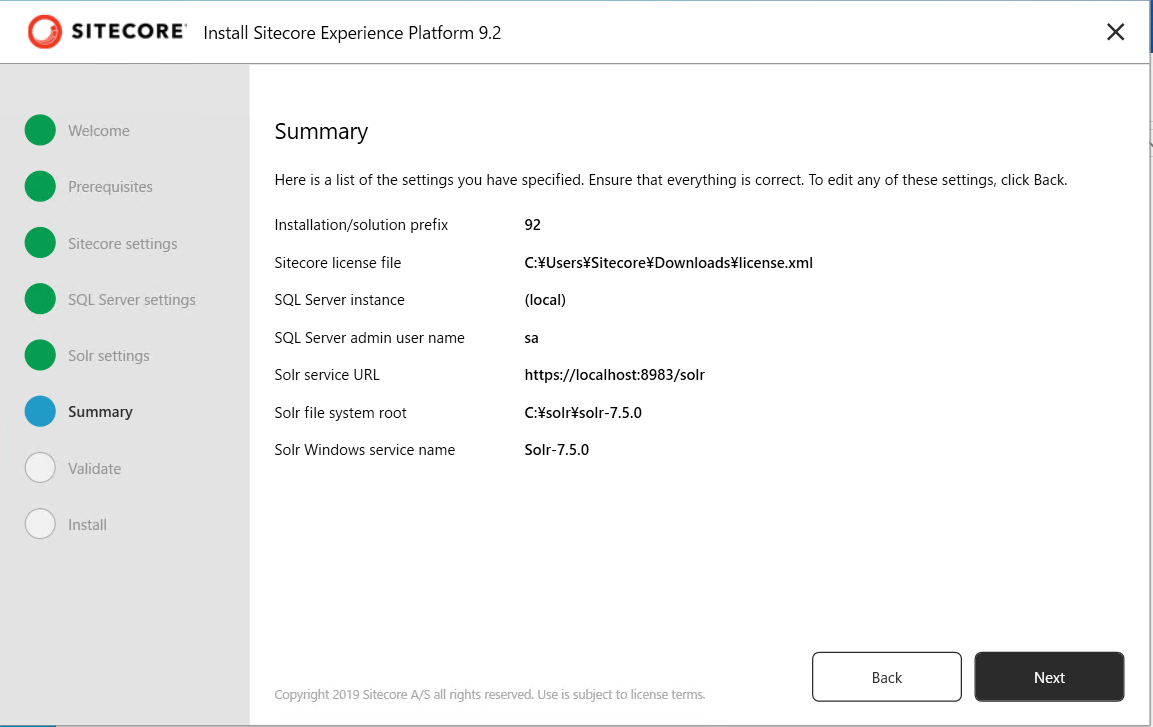 SITECORE Install Sitecore Experience Platform 9.2
Welcome
Prerequisites
Sitecore settings
SQL Server settings
Solr settings
Summary
Validate
Install
Summary
Here is a list of the settings you have specified. Ensure that everything is correct. To edit any of these settings, click Back.
Installation/solution prefix 92
Sitecore license file C:¥Users¥Sitecore¥Downloads¥license.xml
SQL Server instance (local)
SQL Server admin user name sa
Solr service URL https://localhost:8983/solr
Solr file system root C:¥solr¥solr-7.5.0
Solr Windows service name Solr-7.5.0
Back Next
Copyright 2019 Sitecore A/S all rights reserved. Use is subject to license terms.